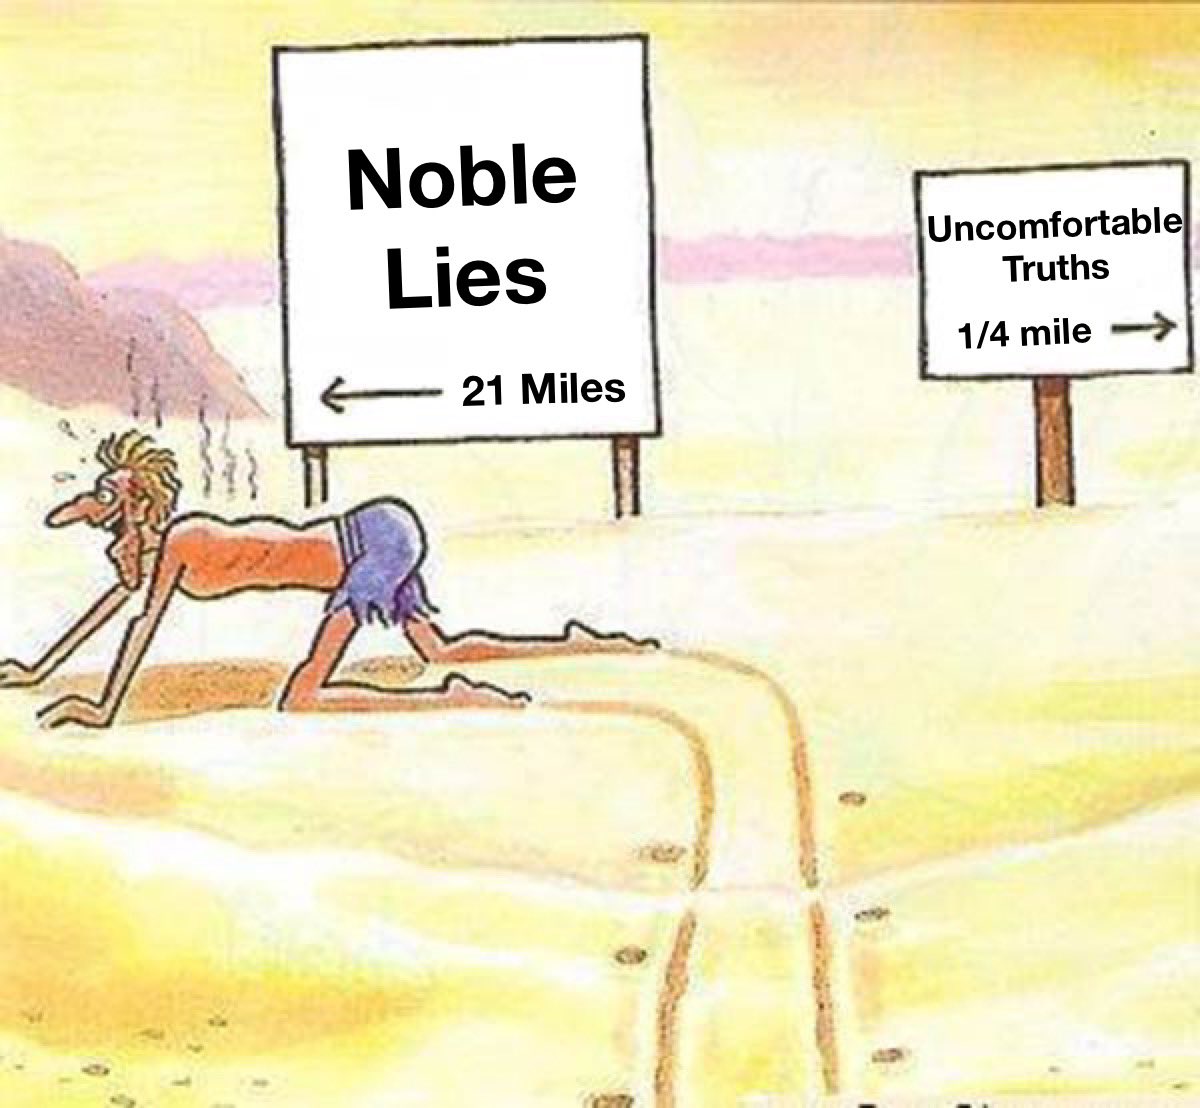 Noble
Lies
← 21 Miles
Uncomfortable
Truths
1/4 mile →